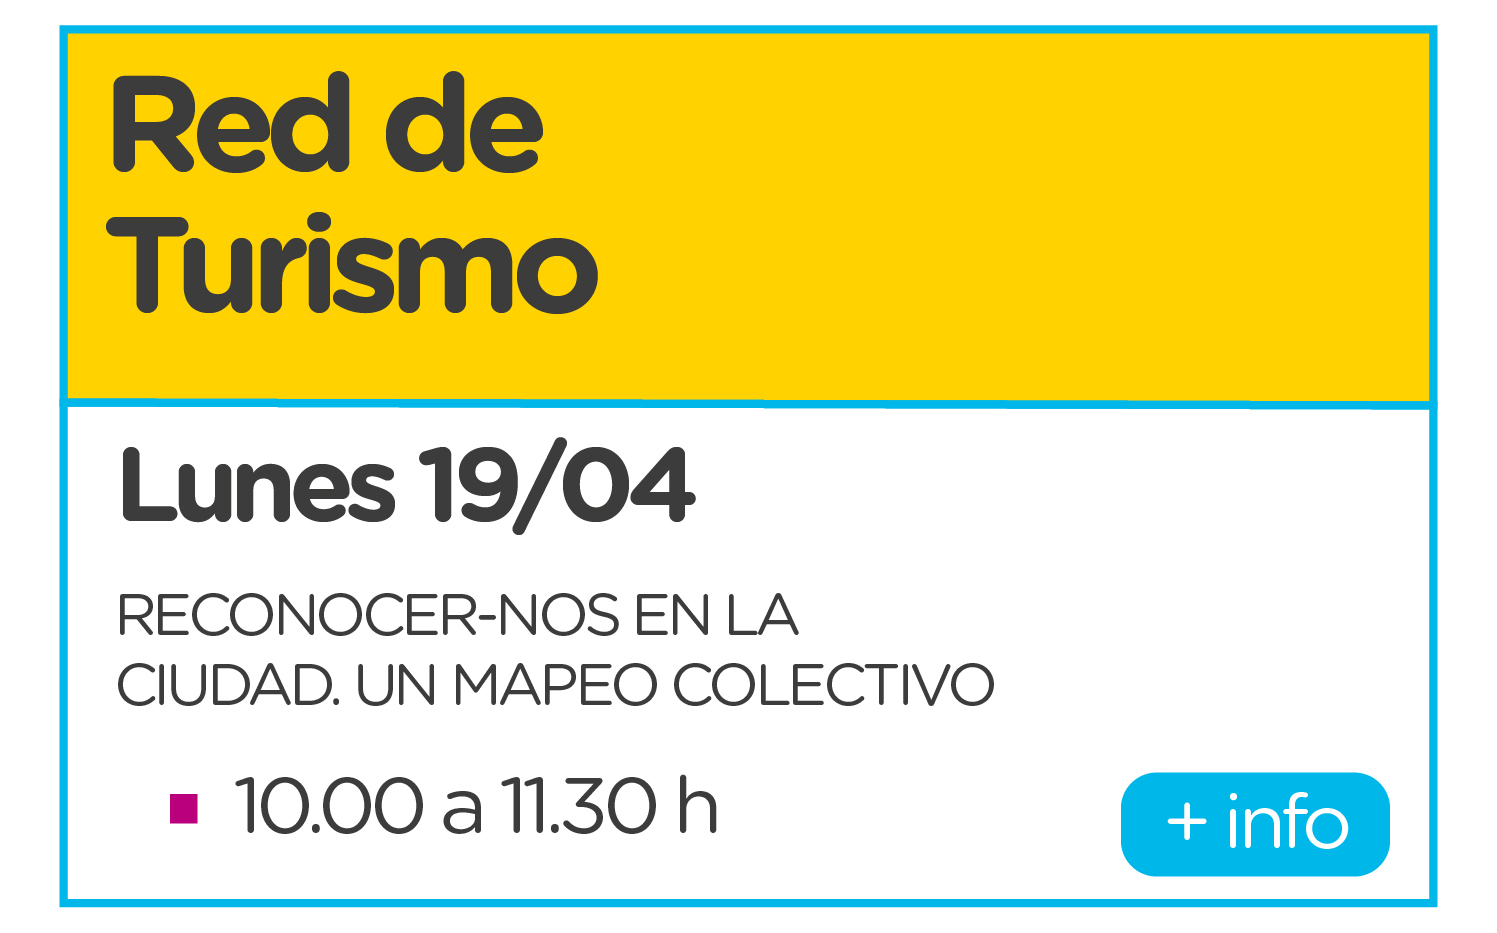 Red de
Turismo
Lunes 19/04
RECONOCER-NOS EN LA
CIUDAD. UN MAPEO COLECTIVO
10.00 a 11.30 h
+ info